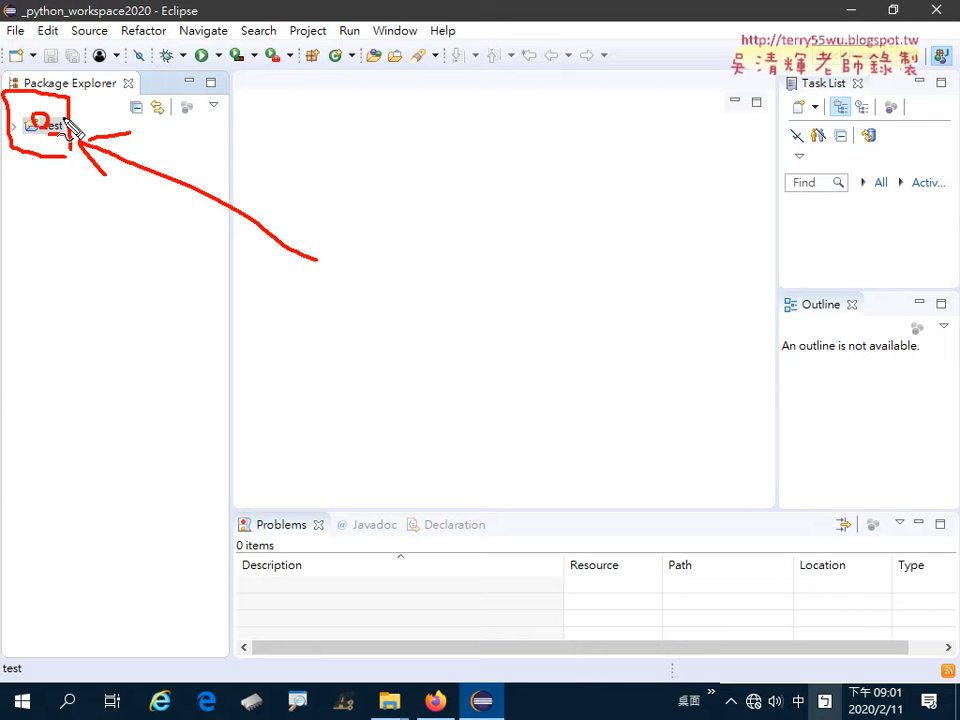 _python_workspace2020 - Eclipse
File Edit Source Refactor Navigate Search Project Run Window Help
http://terry55wu.blogspot.tw
吳清輝老師錄製
Package Explorer
Task List
test
Find
All
Activ...
Outline
An outline is not available.
Problems
@ Javadoc
Declaration
0 items
Description Resource Path Location Type
test
桌面
中
下午 09:01
2020/2/11